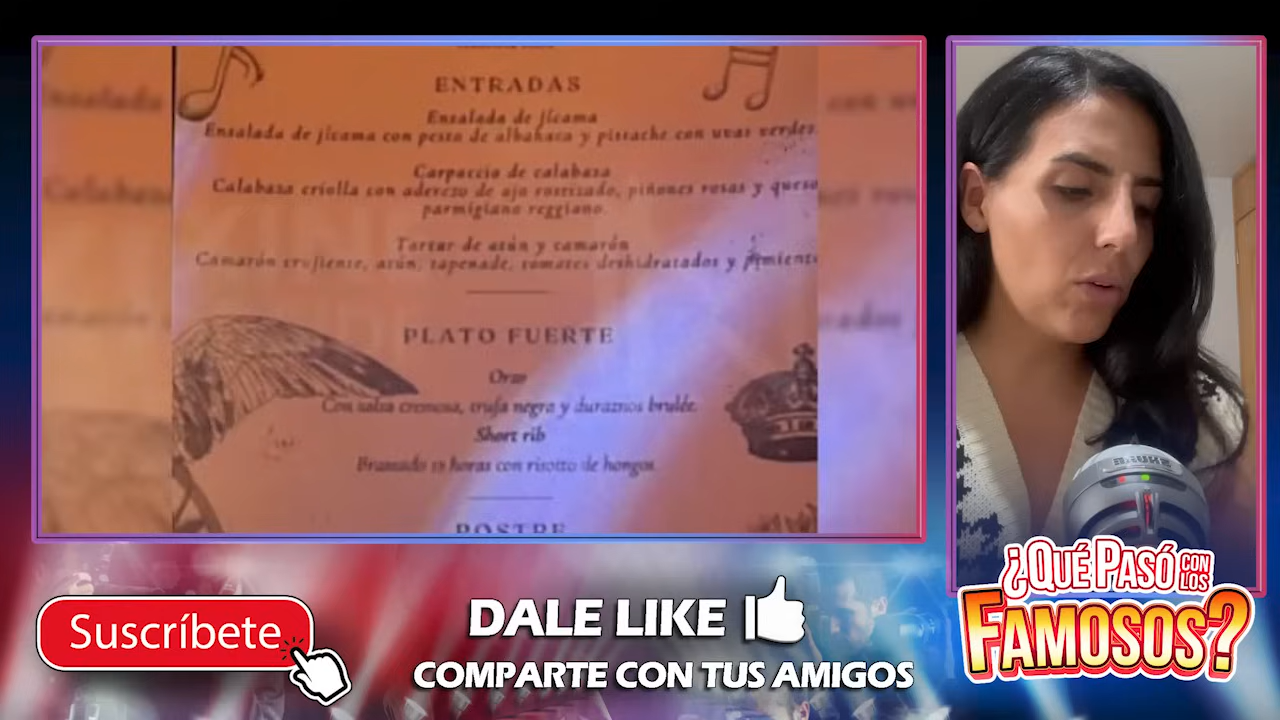 ENTRADAS
Ensalada de jícama
Ensalada de jícama con pesto de albahaca y pistache con uvas verdes
Carpaccio de calabaza
Calabaza criolla con aderezo de ajo rostizado, piñones rosas y queso
parmigiano reggiano.
Tartar de atún y camarón
Camarón crujiente, atún, tapenade, tomates deshidratados y pimient
PLATO FUERTE
Orzo
Con salsa cremosa, trufa negra y duraznos brulée.
Short rib
Braseado 12 horas con risotto de hongos
POSTRE
¿QUÉ PASÓ CON
LOS
FAMOSOS?
Suscríbete
DALE LIKE
COMPARTE CON TUS AMIGOS